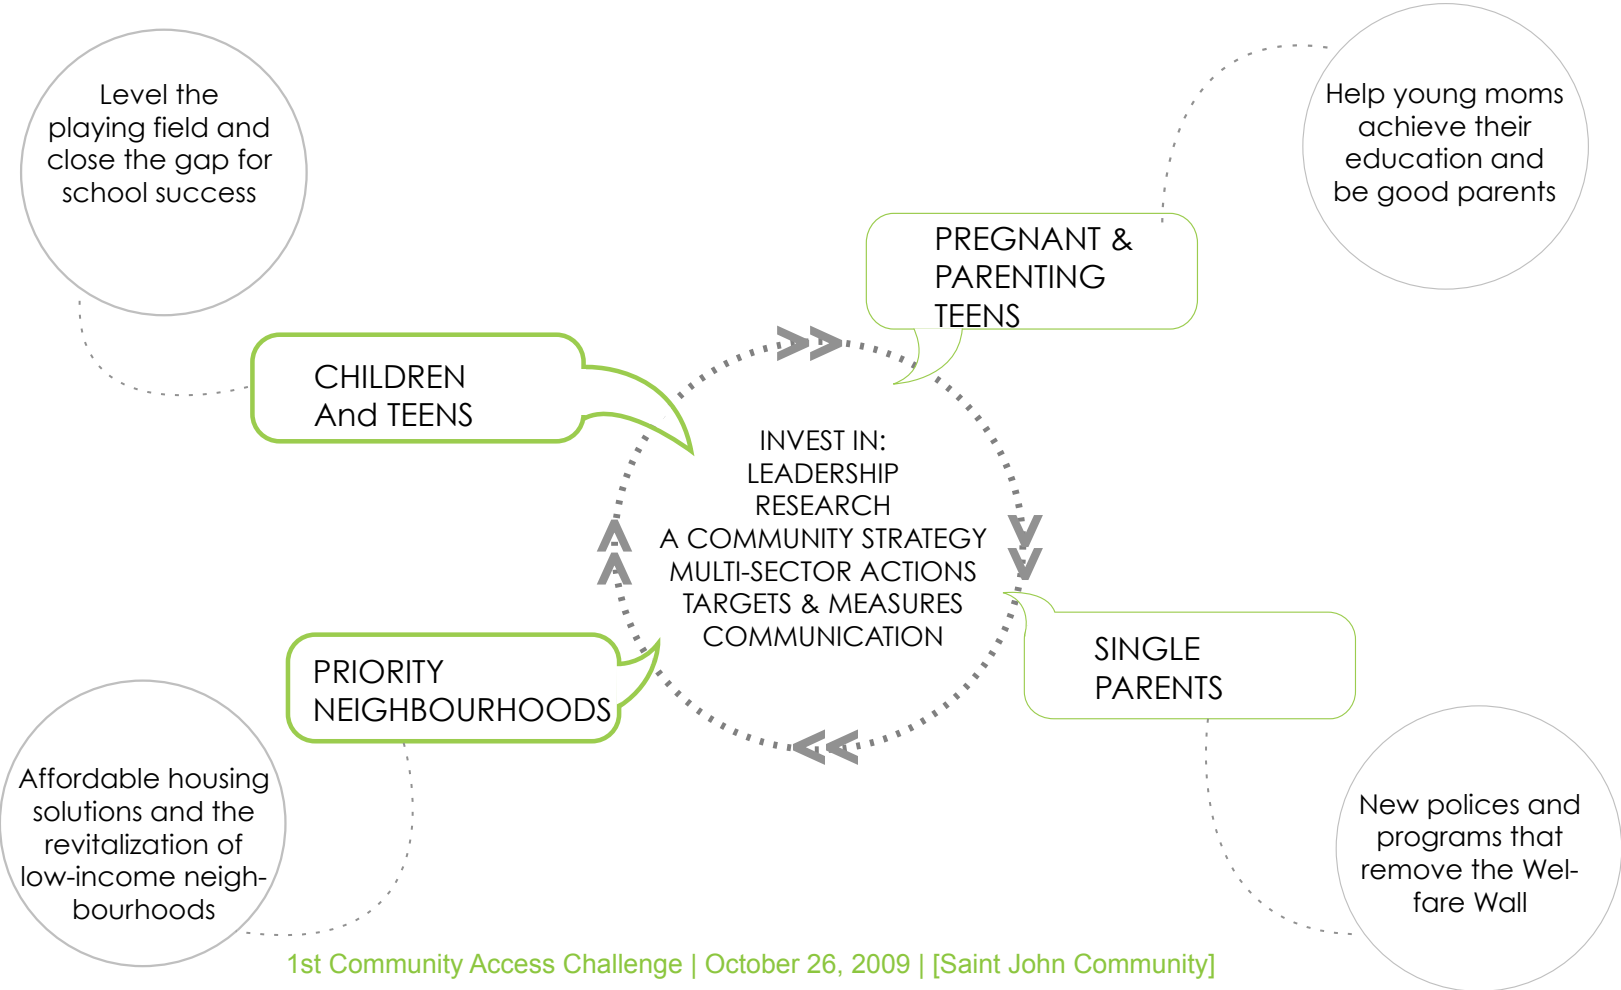 Level the
playing field and
close the gap for
school success
Help young moms
achieve their
education and
be good parents
PREGNANT &
PARENTING
TEENS
CHILDREN
And TEENS
INVEST IN:
LEADERSHIP
RESEARCH
A COMMUNITY STRATEGY
MULTI-SECTOR ACTIONS
TARGETS & MEASURES
COMMUNICATION
PRIORITY
NEIGHBOURHOODS
SINGLE
PARENTS
Affordable housing
solutions and the
revitalization of
low-income neigh-
bourhoods
New polices and
programs that
remove the Wel-
fare Wall
1st Community Access Challenge | October 26, 2009 | [Saint John Community]